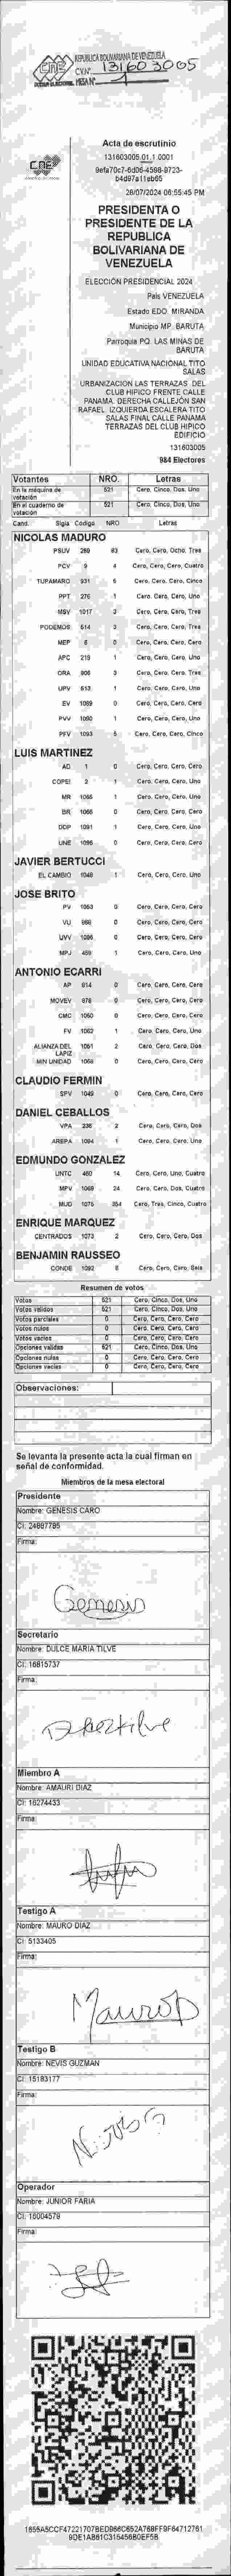 REPUBLICA BOLIVARIANA DE VENEZUELA
CNE
CV.Nº. 131603005
MESA Nº. 1
PODER ELECTORAL
CNE
Acta de escrutinio
131603005.01.1.0001
28/07/2024 06:55:45 PM
PRESIDENTA O
PRESIDENTE DE LA
REPUBLICA
BOLIVARIANA DE
VENEZUELA
ELECCIÓN PRESIDENCIAL 2024
País VENEZUELA
Estado EDO. MIRANDA
Municipio MP. BARUTA
Parroquia PQ. LAS MINAS DE
BARUTA
UNIDAD EDUCATIVA NACIONAL TITO
SALAS
URBANIZACIÓN LAS TERRAZAS DEL
CLUB HIPICO FRENTE CALLE
PANAMÁ. DERECHA CALLEJÓN SAN
RAFAEL. IZQUIERDA ESCALERA TITO
SALAS FINAL CALLE PANAMÁ
TERRAZAS DEL CLUB HIPICO
EDIFICIO
131603005
984 Electores
Votantes NRO. Letras
En la máquina de votación 521 Cero, Cinco, Dos, Uno
En el cuaderno de votación 521 Cero, Cinco, Dos, Uno
Cand. Sigla Codigo NRO Letras
NICOLAS MADURO
PSUV 289 83 Cero, Cero, Ocho, Tres
PCV 9 4 Cero, Cero, Cero, Cuatro
TUPAMARO 931 5 Cero, Cero, Cero, Cinco
PPT 276 1 Cero, Cero, Cero, Uno
MSV 1017 3 Cero, Cero, Cero, Tres
PODEMOS 514 3 Cero, Cero, Cero, Tres
MEP 6 0 Cero, Cero, Cero, Cero
APC 219 1 Cero, Cero, Cero, Uno
ORA 906 3 Cero, Cero, Cero, Tres
UPV 613 1 Cero, Cero, Cero, Uno
EV 1089 0 Cero, Cero, Cero, Cero
PVV 1090 1 Cero, Cero, Cero, Uno
PFV 1093 5 Cero, Cero, Cero, Cinco
LUIS MARTINEZ
AD 1 0 Cero, Cero, Cero, Cero
COPEI 2 1 Cero, Cero, Cero, Uno
MR 1065 1 Cero, Cero, Cero, Uno
BR 1066 0 Cero, Cero, Cero, Cero
DDP 1091 1 Cero, Cero, Cero, Uno
UNE 1096 0 Cero, Cero, Cero, Cero
JAVIER BERTUCCI
EL CAMBIO 1048 1 Cero, Cero, Cero, Uno
JOSE BRITO
PV 1053 0 Cero, Cero, Cero, Cero
VU 868 0 Cero, Cero, Cero, Cero
UVV 1086 0 Cero, Cero, Cero, Cero
MPJ 459 1 Cero, Cero, Cero, Uno
ANTONIO ECARRI
AP 914 0 Cero, Cero, Cero, Cero
MOVEV 878 0 Cero, Cero, Cero, Cero
CMC 1050 0 Cero, Cero, Cero, Cero
FV 1062 1 Cero, Cero, Cero, Uno
ALIANZA DEL LAPIZ 1061 2 Cero, Cero, Cero, Dos
MIN UNIDAD 1068 0 Cero, Cero, Cero, Cero
CLAUDIO FERMIN
SPV 1049 0 Cero, Cero, Cero, Cero
DANIEL CEBALLOS
VPA 236 2 Cero, Cero, Cero, Dos
AREPA 1094 1 Cero, Cero, Cero, Uno
EDMUNDO GONZALEZ
UNTC 460 14 Cero, Cero, Uno, Cuatro
MPV 1069 24 Cero, Cero, Dos, Cuatro
MUD 1075 354 Cero, Tres, Cinco, Cuatro
ENRIQUE MARQUEZ
CENTRADOS 1073 2 Cero, Cero, Cero, Dos
BENJAMIN RAUSSEO
CONDE 1092 6 Cero, Cero, Cero, Seis
Resumen de votos
Votos 521 Cero, Cinco, Dos, Uno
Votos validos 521 Cero, Cinco, Dos, Uno
Votos parciales 0 Cero, Cero, Cero, Cero
Votos nulos 0 Cero, Cero, Cero, Cero
Votos vacios 0 Cero, Cero, Cero, Cero
Opciones validas 521 Cero, Cinco, Dos, Uno
Opciones nulas 0 Cero, Cero, Cero, Cero
Opciones vacias 0 Cero, Cero, Cero, Cero
Observaciones:
Se levanta la presente acta la cual firman en
señal de conformidad.
Miembros de la mesa electoral
Presidente
Nombre: GENESIS CARO
CI: 24887785
Firma:
Genesis
Secretario
Nombre: DULCE MARIA TILVE
CI: 16815737
Firma:
Miembro A
Nombre: AMAURI DIAZ
CI: 16274433
Firma:
Testigo A
Nombre: MAURO DIAZ
CI: 5133405
Firma:
Mauro D
Testigo B
Nombre: NEVIS GUZMAN
CI: 15183177
Firma:
Operador
Nombre: JUNIOR FARIA
CI: 16004579
Firma: